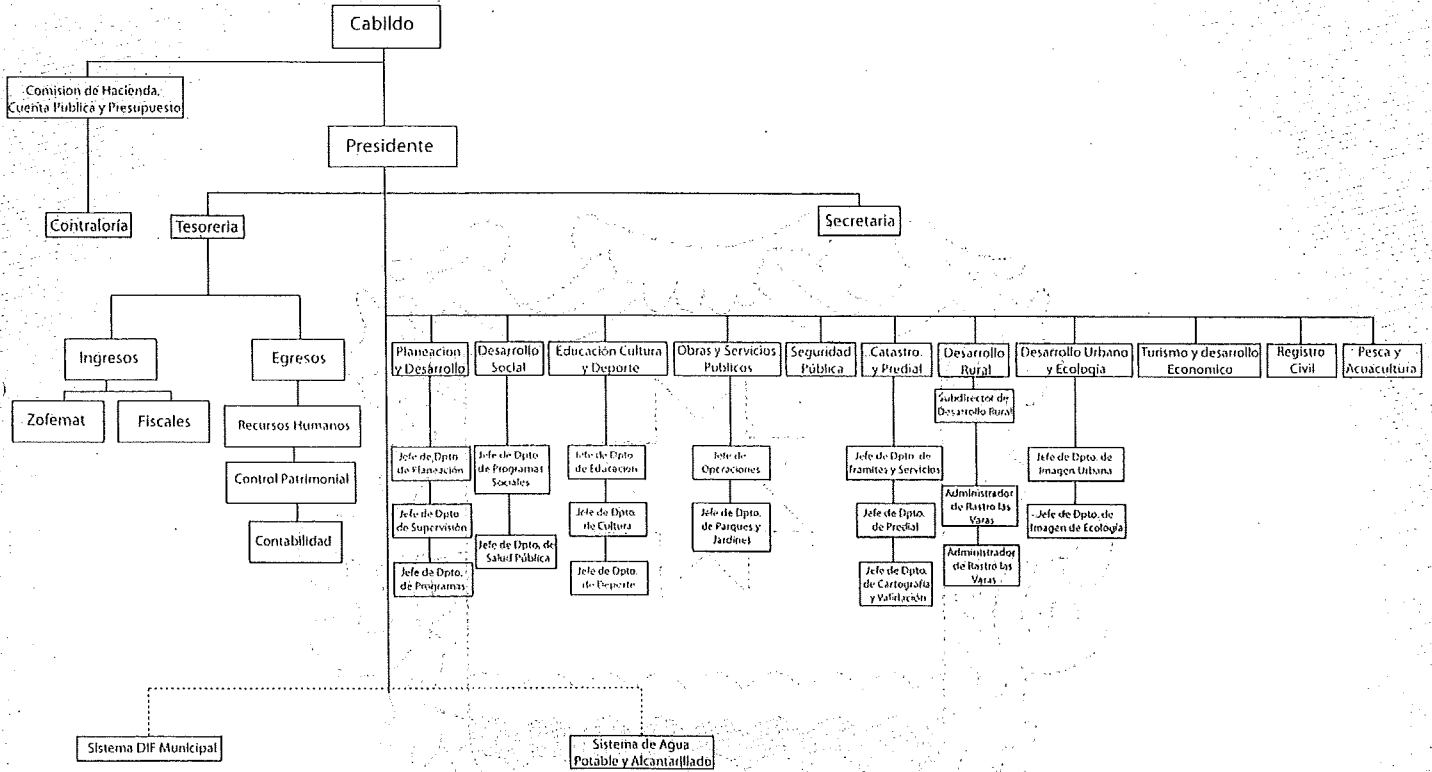 Cabildo
Comision de Hacienda,
Cuenta Publica y Presupuesto
Presidente
Contraloría
Tesoreria
Secretaria
Ingresos
Egresos
Zofemat
Fiscales
Recursos Humanos
Control Patrimonial
Contabilidad
Planeacion
y Desarrollo
Desarrollo
Social
Educación Cultura
y Deporte
Obras y Servicios
Publicos
Seguridad
Pública
Catastro
y Predial
Desarrollo
Rural
Desarrollo Urbano
y Ecología
Turismo y desarrollo
Economico
Registro
Civil
Pesca y
Acuacultura
Jefe de Dpto
de Planeación
Jefe de Dpto
de Supervisión
Jefe de Dpto.
de Programas
Jefe de Dpto
de Programas
Sociales
Jefe de Dpto. de
Salud Pública
Jefe de Dpto
de Educacion
Jefe de Dpto.
de Cultura
Jefe de Dpto.
de Deporte
Jefe de
Operaciones
Jefe de Dpto.
de Parques y
Jardines
Jefe de Dpto. de
Tramites y Servicios
Jefe de Dpto.
de Predial
Jefe de Dpto.
de Cartografía
y Validación
Subdirector de
Desarrollo Rural
Administrador
de Rastro las
Varas
Administrador
de Rastro las
Varas
Jefe de Dpto. de
Imagen Urbana
Jefe de Dpto. de
Imagen de Ecología
Sistema DIF Municipal
Sistema de Agua
Potable y Alcantarillado